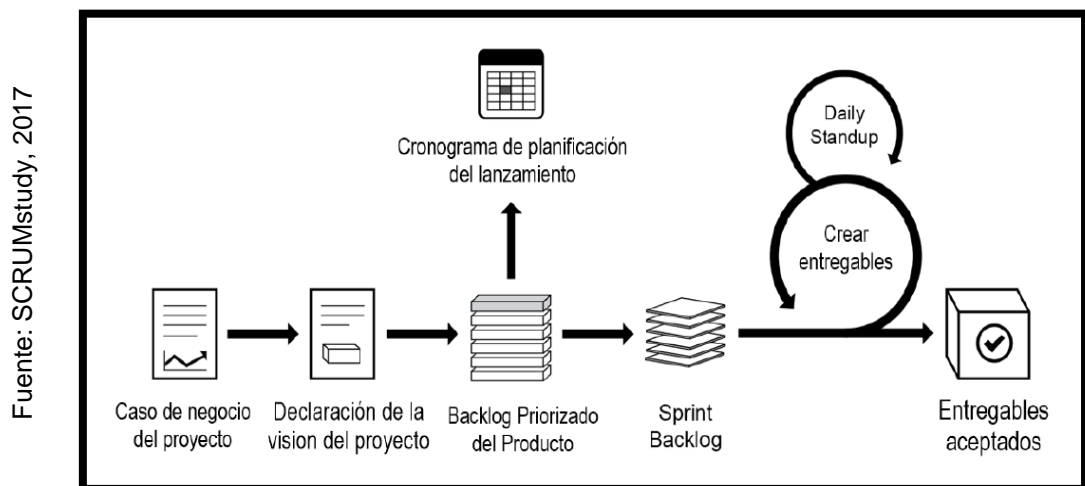 Fuente: SCRUMstudy, 2017
Cronograma de planificación
del lanzamiento
Daily
Standup
Crear
entregables
Caso de negocio
del proyecto
Declaración de la
vision del proyecto
Backlog Priorizado
del Producto
Sprint
Backlog
Entregables
aceptados